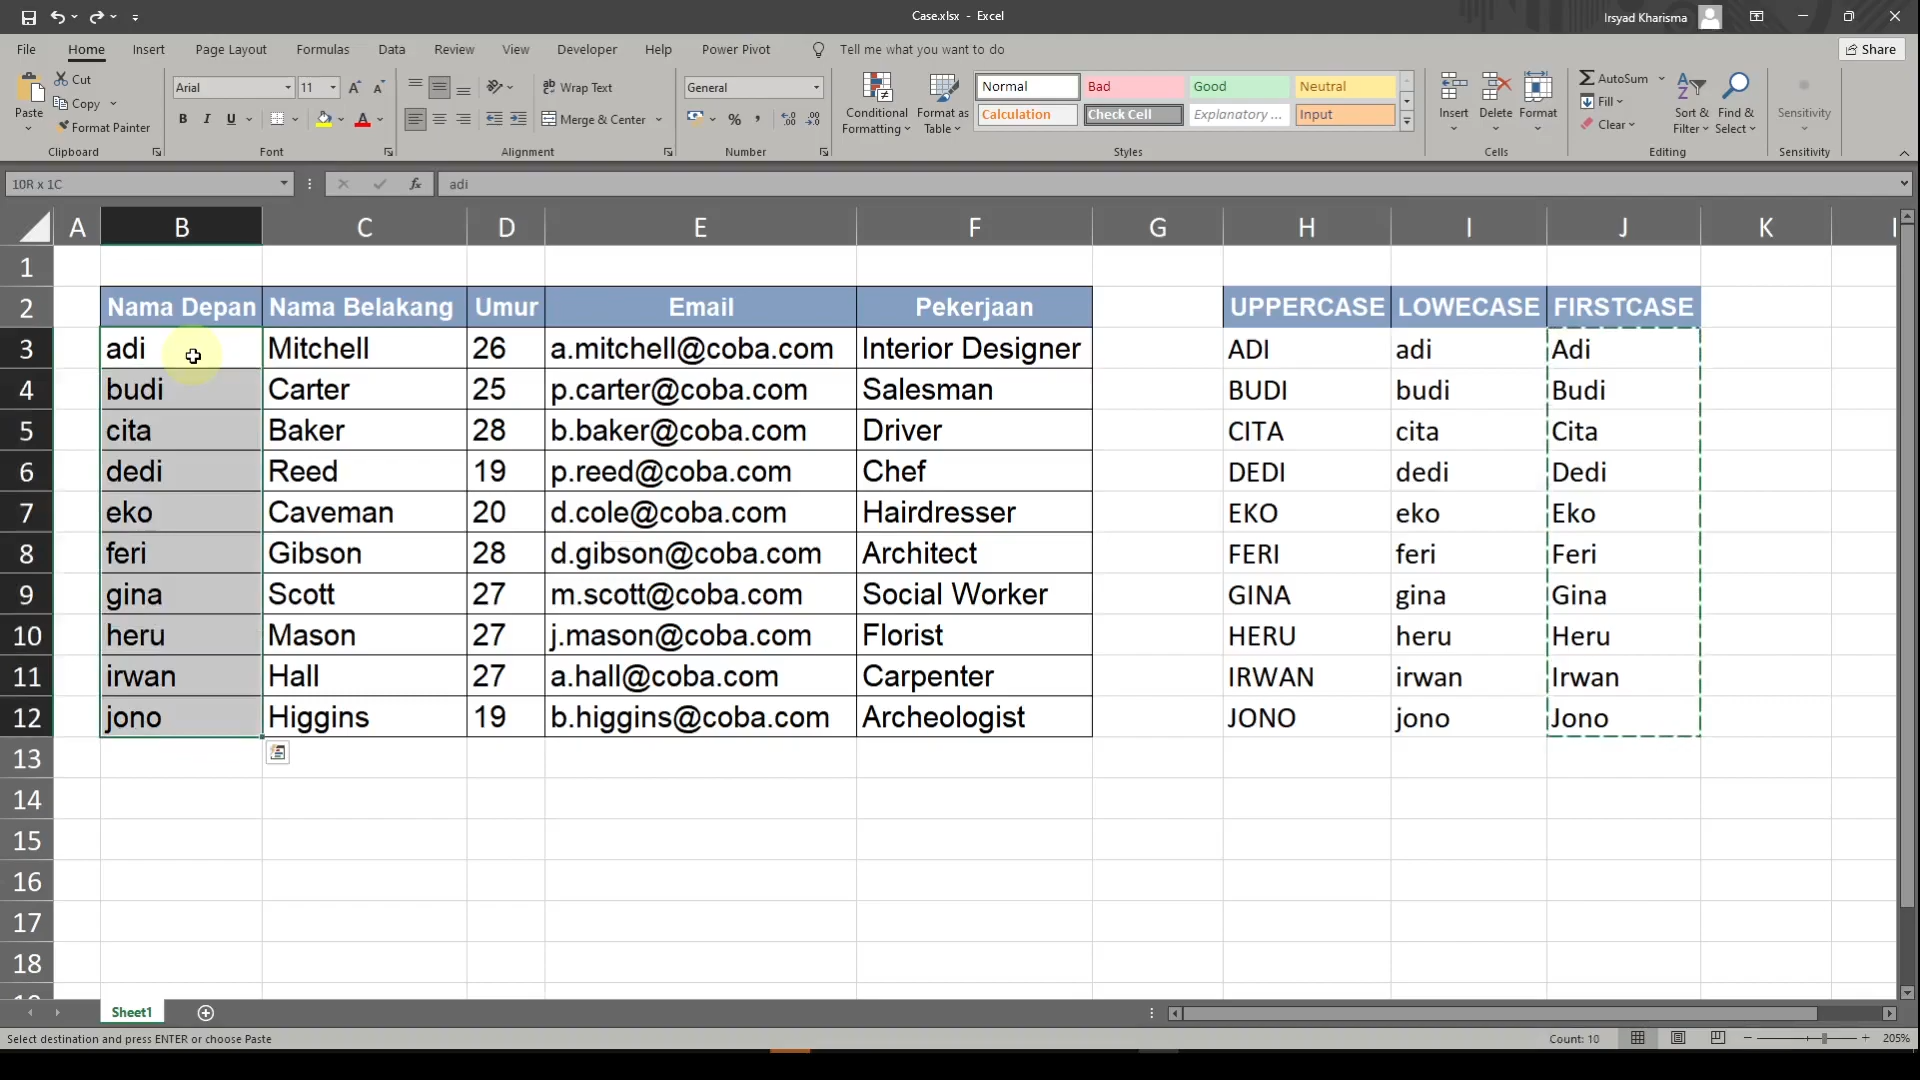 Case.xlsx - Excel
Irsyad Kharisma
File Home Insert Page Layout Formulas Data Review View Developer Help Power Pivot Tell me what you want to do Share
Paste
Cut
Copy
Format Painter
Clipboard
Arial 11
B I U
Font
Wrap Text
Merge & Center
Alignment
General
Number
Conditional Formatting
Format as Table
Normal Bad Good Neutral
Calculation Check Cell Explanatory ... Input
Styles
Insert Delete Format
Cells
AutoSum
Fill
Clear
Sort & Filter
Find & Select
Editing
Sensitivity
Sensitivity
10R x 1C fx adi
A B C D E F G H I J K
1
2 Nama Depan Nama Belakang Umur Email Pekerjaan UPPERCASE LOWECASE FIRSTCASE
3 adi Mitchell 26 a.mitchell@coba.com Interior Designer ADI adi Adi
4 budi Carter 25 p.carter@coba.com Salesman BUDI budi Budi
5 cita Baker 28 b.baker@coba.com Driver CITA cita Cita
6 dedi Reed 19 p.reed@coba.com Chef DEDI dedi Dedi
7 eko Caveman 20 d.cole@coba.com Hairdresser EKO eko Eko
8 feri Gibson 28 d.gibson@coba.com Architect FERI feri Feri
9 gina Scott 27 m.scott@coba.com Social Worker GINA gina Gina
10 heru Mason 27 j.mason@coba.com Florist HERU heru Heru
11 irwan Hall 27 a.hall@coba.com Carpenter IRWAN irwan Irwan
12 jono Higgins 19 b.higgins@coba.com Archeologist JONO jono Jono
13
14
15
16
17
18
Sheet1
Select destination and press ENTER or choose Paste
Count: 10
205%